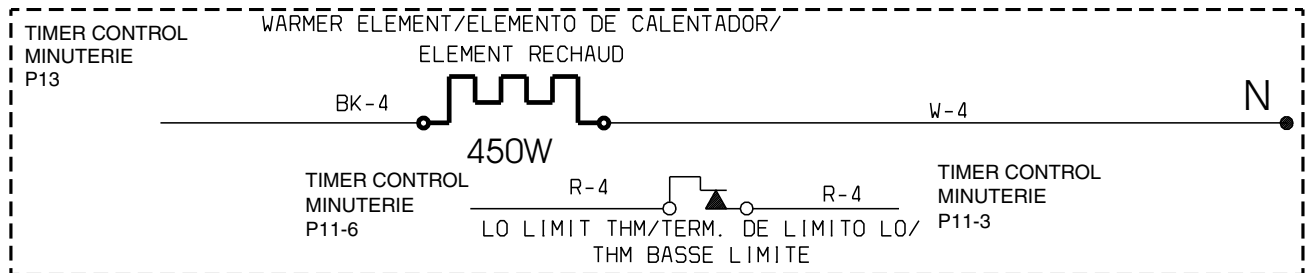 TIMER CONTROL
MINUTERIE
P13
WARMER ELEMENT/ELEMENTO DE CALENTADOR/
ELEMENT RECHAUD
BK-4
450W
W-4
N
TIMER CONTROL
MINUTERIE
P11-6
R-4
R-4
LO LIMIT THM/TERM. DE LIMITO LO/
THM BASSE LIMITE
TIMER CONTROL
MINUTERIE
P11-3